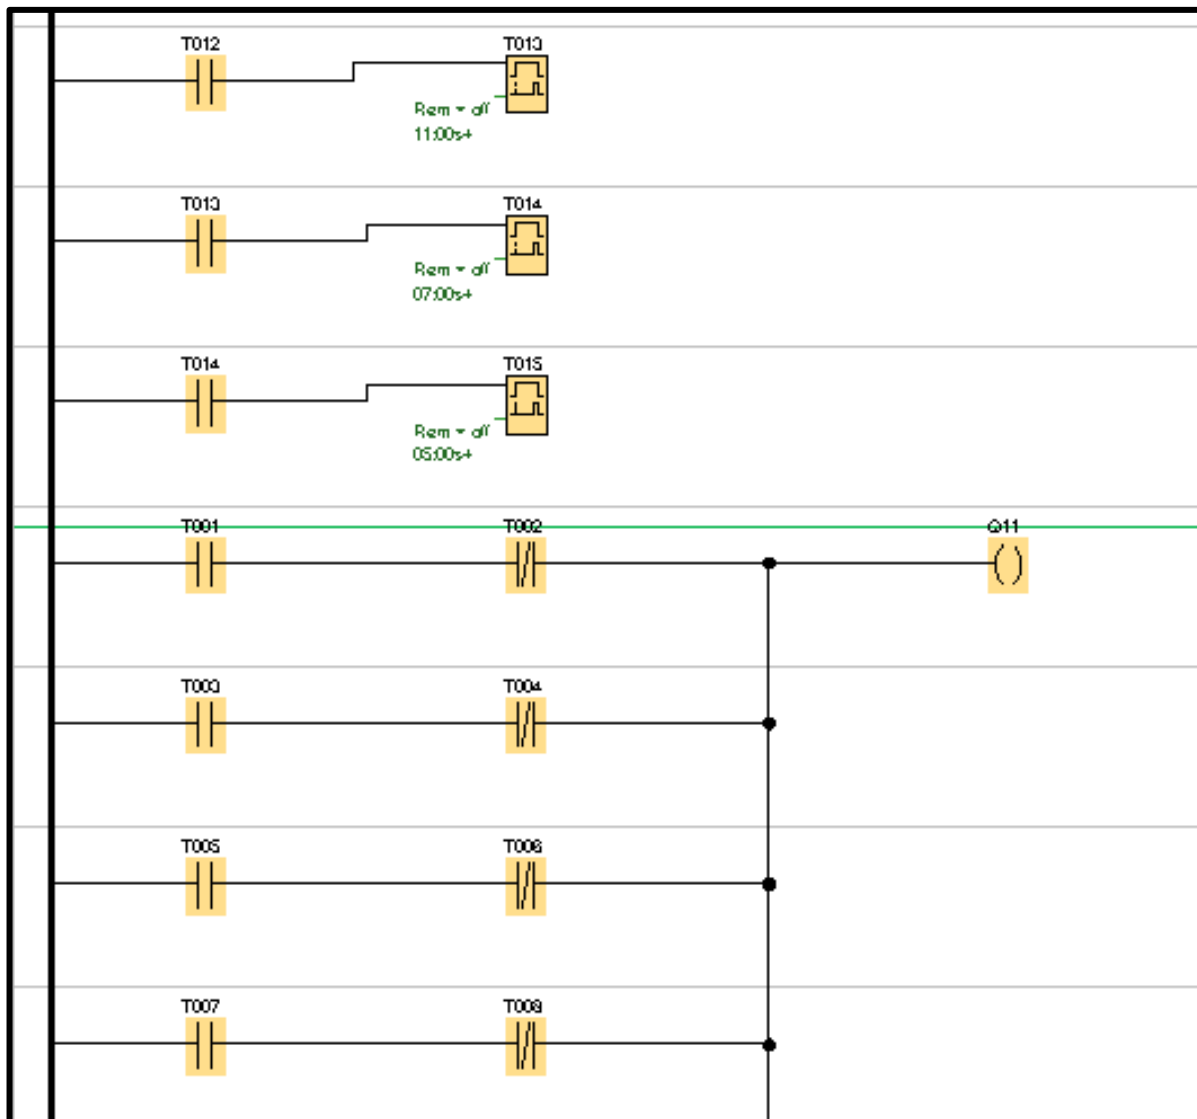 T012 T013
Rem = off
11:00s+
T013 T014
Rem = off
07:00s+
T014 T015
Rem = off
05:00s+
T001 T002 Q11
T003 T004
T005 T006
T007 T008